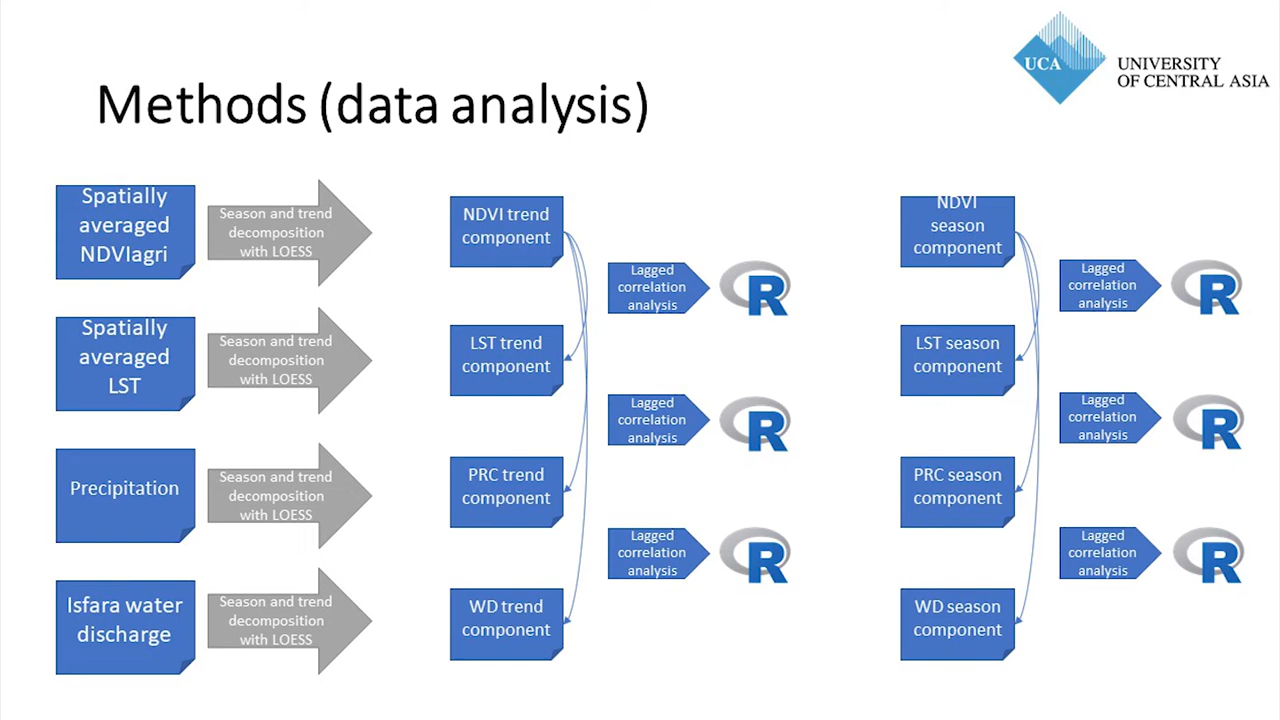 UCA
UNIVERSITY
OF CENTRAL ASIA
Methods (data analysis)
Spatially
averaged
NDVIagri
Season and trend
decomposition
with LOESS
NDVI trend
component
Lagged
correlation
analysis
R
NDVI
season
component
Lagged
correlation
analysis
R
Spatially
averaged
LST
Season and trend
decomposition
with LOESS
LST trend
component
Lagged
correlation
analysis
R
LST season
component
Lagged
correlation
analysis
R
Precipitation
Season and trend
decomposition
with LOESS
PRC trend
component
Lagged
correlation
analysis
R
PRC season
component
Lagged
correlation
analysis
R
Isfara water
discharge
Season and trend
decomposition
with LOESS
WD trend
component
WD season
component